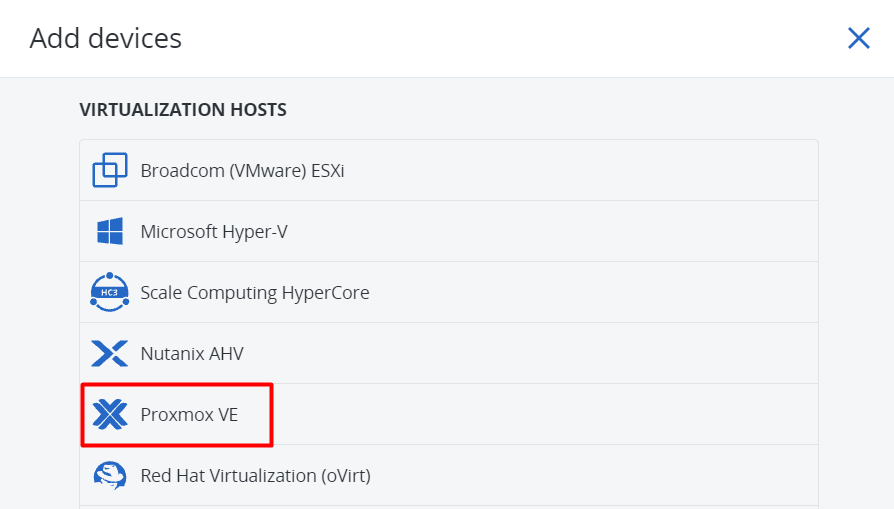 Add devices
VIRTUALIZATION HOSTS
Broadcom (VMware) ESXi
Microsoft Hyper-V
HC3
Scale Computing HyperCore
Nutanix AHV
Proxmox VE
Red Hat Virtualization (oVirt)